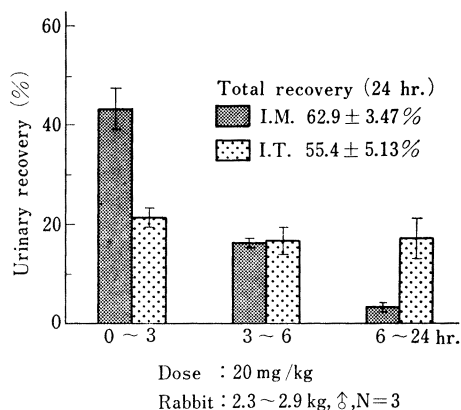 60
40
20
0
Urinary recovery (%)
Total recovery (24 hr.)
I.M. 62.9 ± 3.47%
I.T. 55.4 ± 5.13%
0 ~ 3
3 ~ 6
6 ~ 24 hr.
Dose : 20 mg/kg
Rabbit : 2.3 ~ 2.9 kg, ♂, N=3